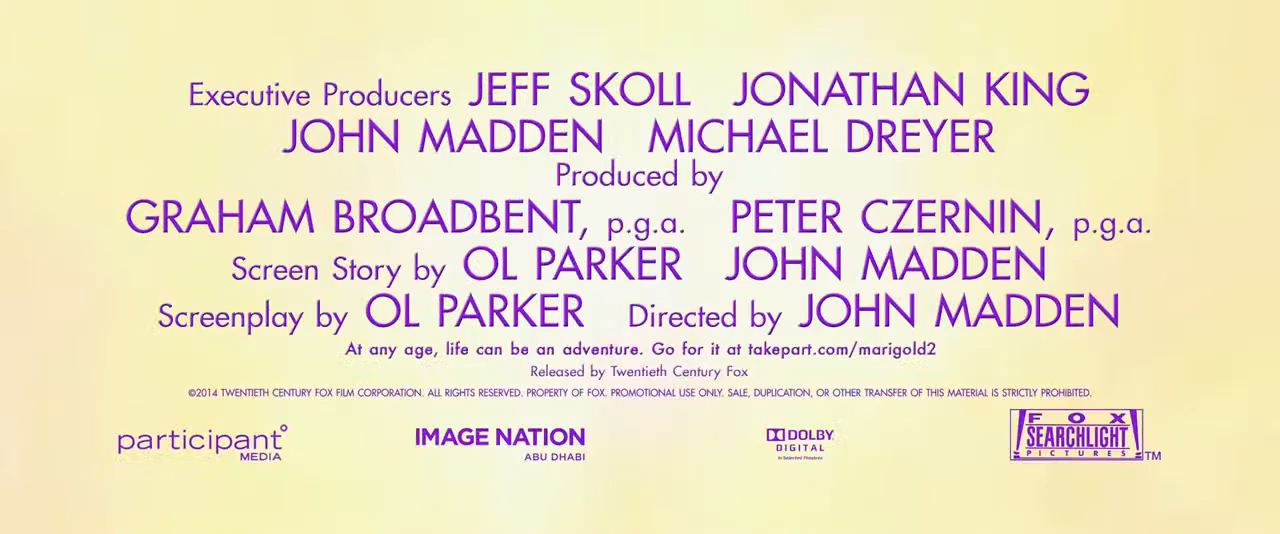 Executive Producers JEFF SKOLL JONATHAN KING
JOHN MADDEN MICHAEL DREYER
Produced by
GRAHAM BROADBENT, p.g.a. PETER CZERNIN, p.g.a.
Screen Story by OL PARKER JOHN MADDEN
Screenplay by OL PARKER Directed by JOHN MADDEN
At any age, life can be an adventure. Go for it at takepart.com/marigold2
Released by Twentieth Century Fox
©2014 TWENTIETH CENTURY FOX FILM CORPORATION. ALL RIGHTS RESERVED. PROPERTY OF FOX. PROMOTIONAL USE ONLY. SALE, DUPLICATION, OR OTHER TRANSFER OF THIS MATERIAL IS STRICTLY PROHIBITED.
participant
MEDIA
IMAGE NATION
ABU DHABI
DOLBY
DIGITAL
In Selected Theatres
FOX
SEARCHLIGHT
PICTURES TM